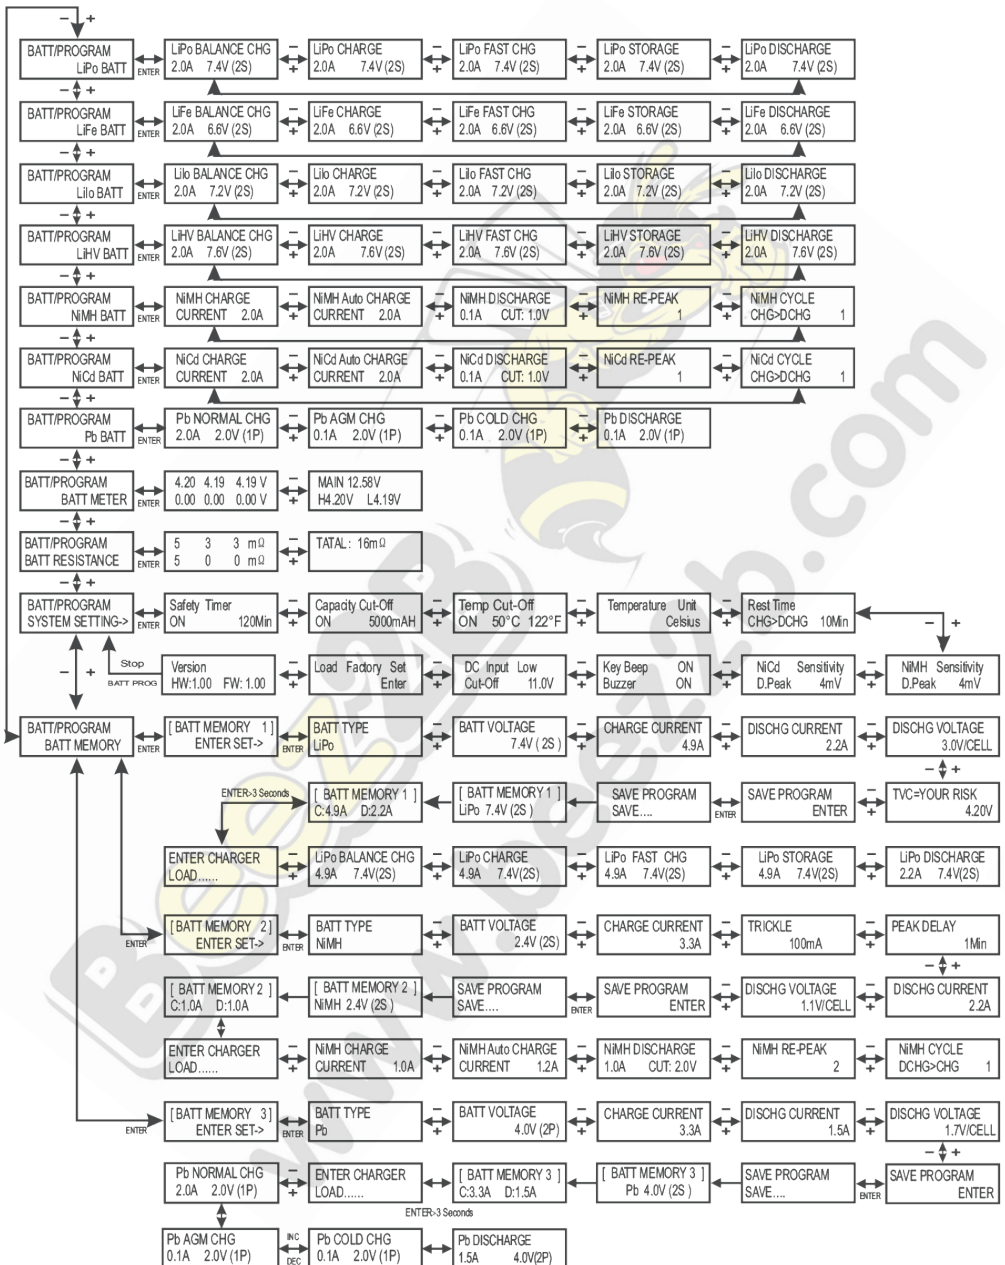 − +
BATT/PROGRAM
LiPo BATT
ENTER
LiPo BALANCE CHG
2.0A 7.4V (2S)
− +
LiPo CHARGE
2.0A 7.4V (2S)
− +
LiPo FAST CHG
2.0A 7.4V (2S)
− +
LiPo STORAGE
2.0A 7.4V (2S)
− +
LiPo DISCHARGE
2.0A 7.4V (2S)
− +
BATT/PROGRAM
LiFe BATT
ENTER
LiFe BALANCE CHG
2.0A 6.6V (2S)
− +
LiFe CHARGE
2.0A 6.6V (2S)
− +
LiFe FAST CHG
2.0A 6.6V (2S)
− +
LiFe STORAGE
2.0A 6.6V (2S)
− +
LiFe DISCHARGE
2.0A 6.6V (2S)
− +
BATT/PROGRAM
LiIo BATT
ENTER
LiIo BALANCE CHG
2.0A 7.2V (2S)
− +
LiIo CHARGE
2.0A 7.2V (2S)
− +
LiIo FAST CHG
2.0A 7.2V (2S)
− +
LiIo STORAGE
2.0A 7.2V (2S)
− +
LiIo DISCHARGE
2.0A 7.2V (2S)
− +
BATT/PROGRAM
LiHV BATT
ENTER
LiHV BALANCE CHG
2.0A 7.6V (2S)
− +
LiHV CHARGE
2.0A 7.6V (2S)
− +
LiHV FAST CHG
2.0A 7.6V (2S)
− +
LiHV STORAGE
2.0A 7.6V (2S)
− +
LiHV DISCHARGE
2.0A 7.6V (2S)
− +
BATT/PROGRAM
NiMH BATT
ENTER
NiMH CHARGE
CURRENT 2.0A
− +
NiMH Auto CHARGE
CURRENT 2.0A
− +
NiMH DISCHARGE
0.1A CUT: 1.0V
− +
NiMH RE-PEAK
1
− +
NiMH CYCLE
CHG>DCHG 1
− +
BATT/PROGRAM
NiCd BATT
ENTER
NiCd CHARGE
CURRENT 2.0A
− +
NiCd Auto CHARGE
CURRENT 2.0A
− +
NiCd DISCHARGE
0.1A CUT: 1.0V
− +
NiCd RE-PEAK
1
− +
NiCd CYCLE
CHG>DCHG 1
− +
BATT/PROGRAM
Pb BATT
ENTER
Pb NORMAL CHG
2.0A 2.0V (1P)
− +
Pb AGM CHG
0.1A 2.0V (1P)
− +
Pb COLD CHG
0.1A 2.0V (1P)
− +
Pb DISCHARGE
0.1A 2.0V (1P)
− +
BATT/PROGRAM
BATT METER
ENTER
4.20 4.19 4.19 V
0.00 0.00 0.00 V
− +
MAIN 12.58V
H4.20V L4.19V
− +
BATT/PROGRAM
BATT RESISTANCE
ENTER
5 3 3 mΩ
5 0 0 mΩ
− +
TATAL: 16mΩ
− +
BATT/PROGRAM
SYSTEM SETTING->
ENTER
Safety Timer
ON 120Min
− +
Capacity Cut-Off
ON 5000mAH
− +
Temp Cut-Off
ON 50°C 122°F
− +
Temperature Unit
Celsius
− +
Rest Time
CHG>DCHG 10Min
− +
− +
Stop
BATT PROG
Version
HW:1.00 FW: 1.00
− +
Load Factory Set
Enter
− +
DC Input Low
Cut-Off 11.0V
− +
Key Beep ON
Buzzer ON
− +
NiCd Sensitivity
D.Peak 4mV
− +
NiMH Sensitivity
D.Peak 4mV
BATT/PROGRAM
BATT MEMORY
ENTER
[ BATT MEMORY 1]
ENTER SET->
ENTER
BATT TYPE
LiPo
− +
BATT VOLTAGE
7.4V ( 2S )
− +
CHARGE CURRENT
4.9A
− +
DISCHG CURRENT
2.2A
− +
DISCHG VOLTAGE
3.0V/CELL
− +
ENTER>3 Seconds
[ BATT MEMORY 1 ]
C:4.9A D:2.2A
[ BATT MEMORY 1 ]
LiPo 7.4V (2S )
SAVE PROGRAM
SAVE....
ENTER
SAVE PROGRAM
ENTER
− +
TVC=YOUR RISK
4.20V
ENTER CHARGER
LOAD......
− +
LiPo BALANCE CHG
4.9A 7.4V(2S)
− +
LiPo CHARGE
4.9A 7.4V(2S)
− +
LiPo FAST CHG
4.9A 7.4V(2S)
− +
LiPo STORAGE
4.9A 7.4V(2S)
− +
LiPo DISCHARGE
2.2A 7.4V(2S)
ENTER
[ BATT MEMORY 2]
ENTER SET->
ENTER
BATT TYPE
NiMH
− +
BATT VOLTAGE
2.4V (2S)
− +
CHARGE CURRENT
3.3A
− +
TRICKLE
100mA
− +
PEAK DELAY
1Min
− +
[ BATT MEMORY 2 ]
C:1.0A D:1.0A
[ BATT MEMORY 2 ]
NiMH 2.4V (2S )
SAVE PROGRAM
SAVE....
ENTER
SAVE PROGRAM
ENTER
− +
DISCHG VOLTAGE
1.1V/CELL
− +
DISCHG CURRENT
2.2A
ENTER CHARGER
LOAD......
− +
NiMH CHARGE
CURRENT 1.0A
− +
NiMH Auto CHARGE
CURRENT 1.2A
− +
NiMH DISCHARGE
1.0A CUT: 2.0V
− +
NiMH RE-PEAK
2
− +
NiMH CYCLE
DCHG>CHG 1
ENTER
[ BATT MEMORY 3]
ENTER SET->
ENTER
BATT TYPE
Pb
− +
BATT VOLTAGE
4.0V (2P)
− +
CHARGE CURRENT
3.3A
− +
DISCHG CURRENT
1.5A
− +
DISCHG VOLTAGE
1.7V/CELL
− +
Pb NORMAL CHG
2.0A 2.0V (1P)
− +
ENTER CHARGER
LOAD......
ENTER>3 Seconds
[ BATT MEMORY 3 ]
C:3.3A D:1.5A
[ BATT MEMORY 3 ]
Pb 4.0V (2S )
SAVE PROGRAM
SAVE....
ENTER
SAVE PROGRAM
ENTER
Pb AGM CHG
0.1A 2.0V (1P)
INC
DEC
Pb COLD CHG
0.1A 2.0V (1P)
Pb DISCHARGE
1.5A 4.0V(2P)
Beez2B
www.beez2b.com